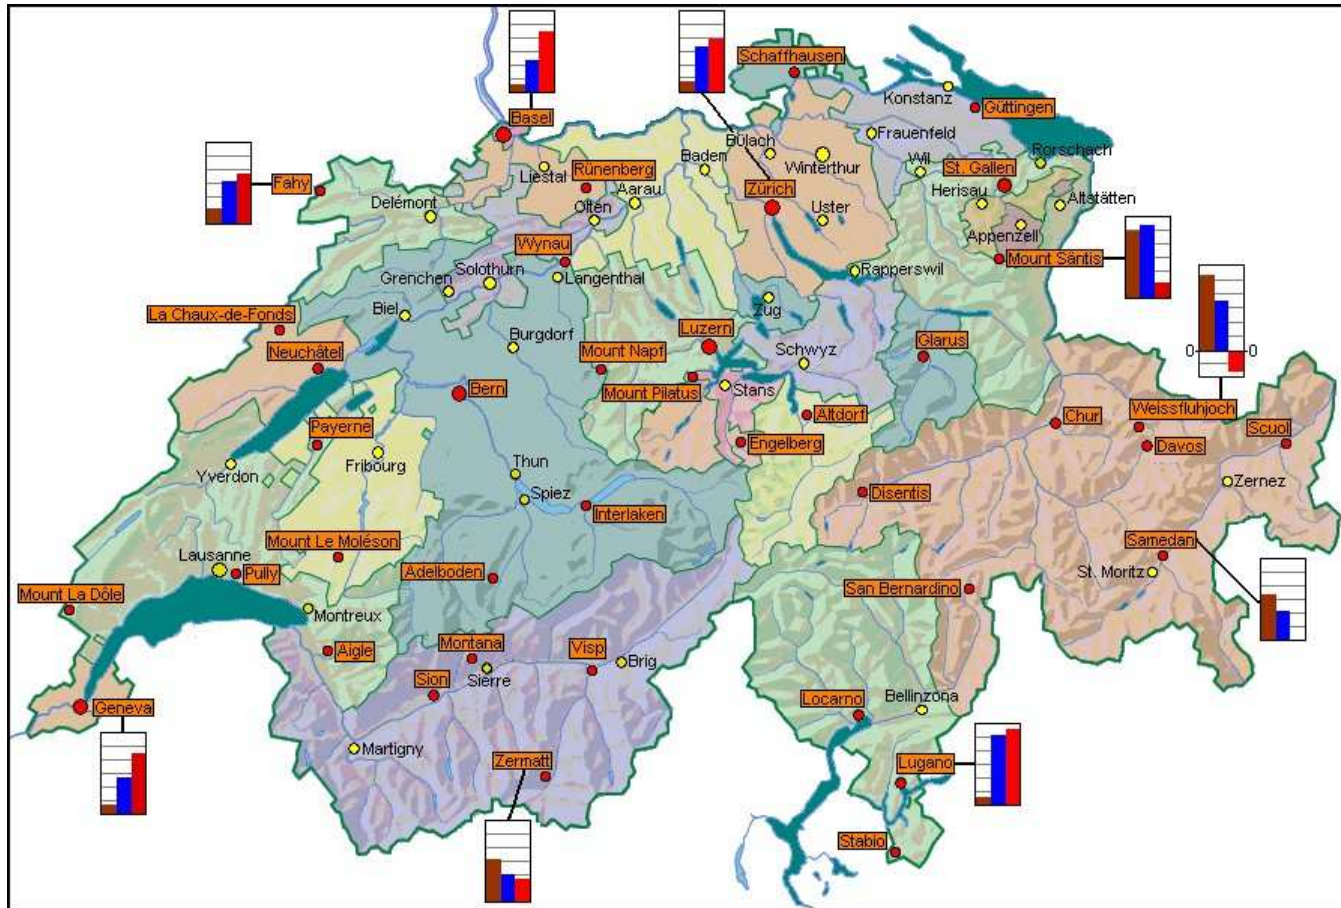 Schaffhausen
Konstanz
Güttingen
Basel
Bülach
Frauenfeld
Baden
Winterthur
Wil
St. Gallen
Rorschach
Liestal
Rünenberg
Fahy
Aarau
Zürich
Herisau
Altstätten
Delémont
Olten
Uster
Appenzell
Wynau
Mount Säntis
Grenchen
Solothurn
Langenthal
Rapperswil
Biel
Zug
La Chaux-de-Fonds
Burgdorf
Luzern
Neuchâtel
Mount Napf
Schwyz
Glarus
0
0
Mount Pilatus
Stans
Bern
Altdorf
Chur
Weissfluhjoch
Payerne
Engelberg
Davos
Scuol
Yverdon
Fribourg
Thun
Spiez
Disentis
Zernez
Interlaken
Mount Le Moléson
Samedan
Lausanne
Pully
Adelboden
St. Moritz
Mount La Dôle
San Bernardino
Montreux
Aigle
Montana
Visp
Brig
Sierre
Sion
Locarno
Bellinzona
Geneva
Martigny
Zermatt
Lugano
Stabio